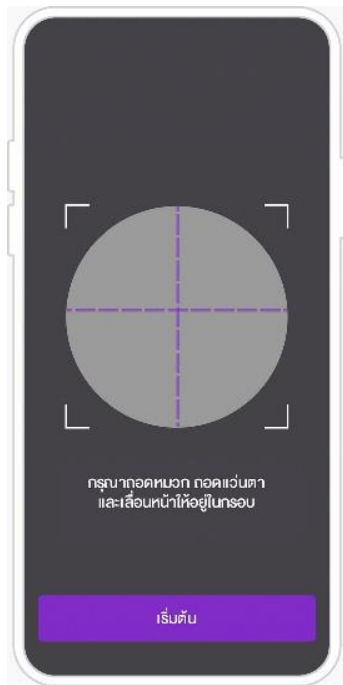 กรุณาถอดหมวก ถอดแว่นตา
และเลื่อนหน้าให้อยู่ในกรอบ
เริ่มต้น